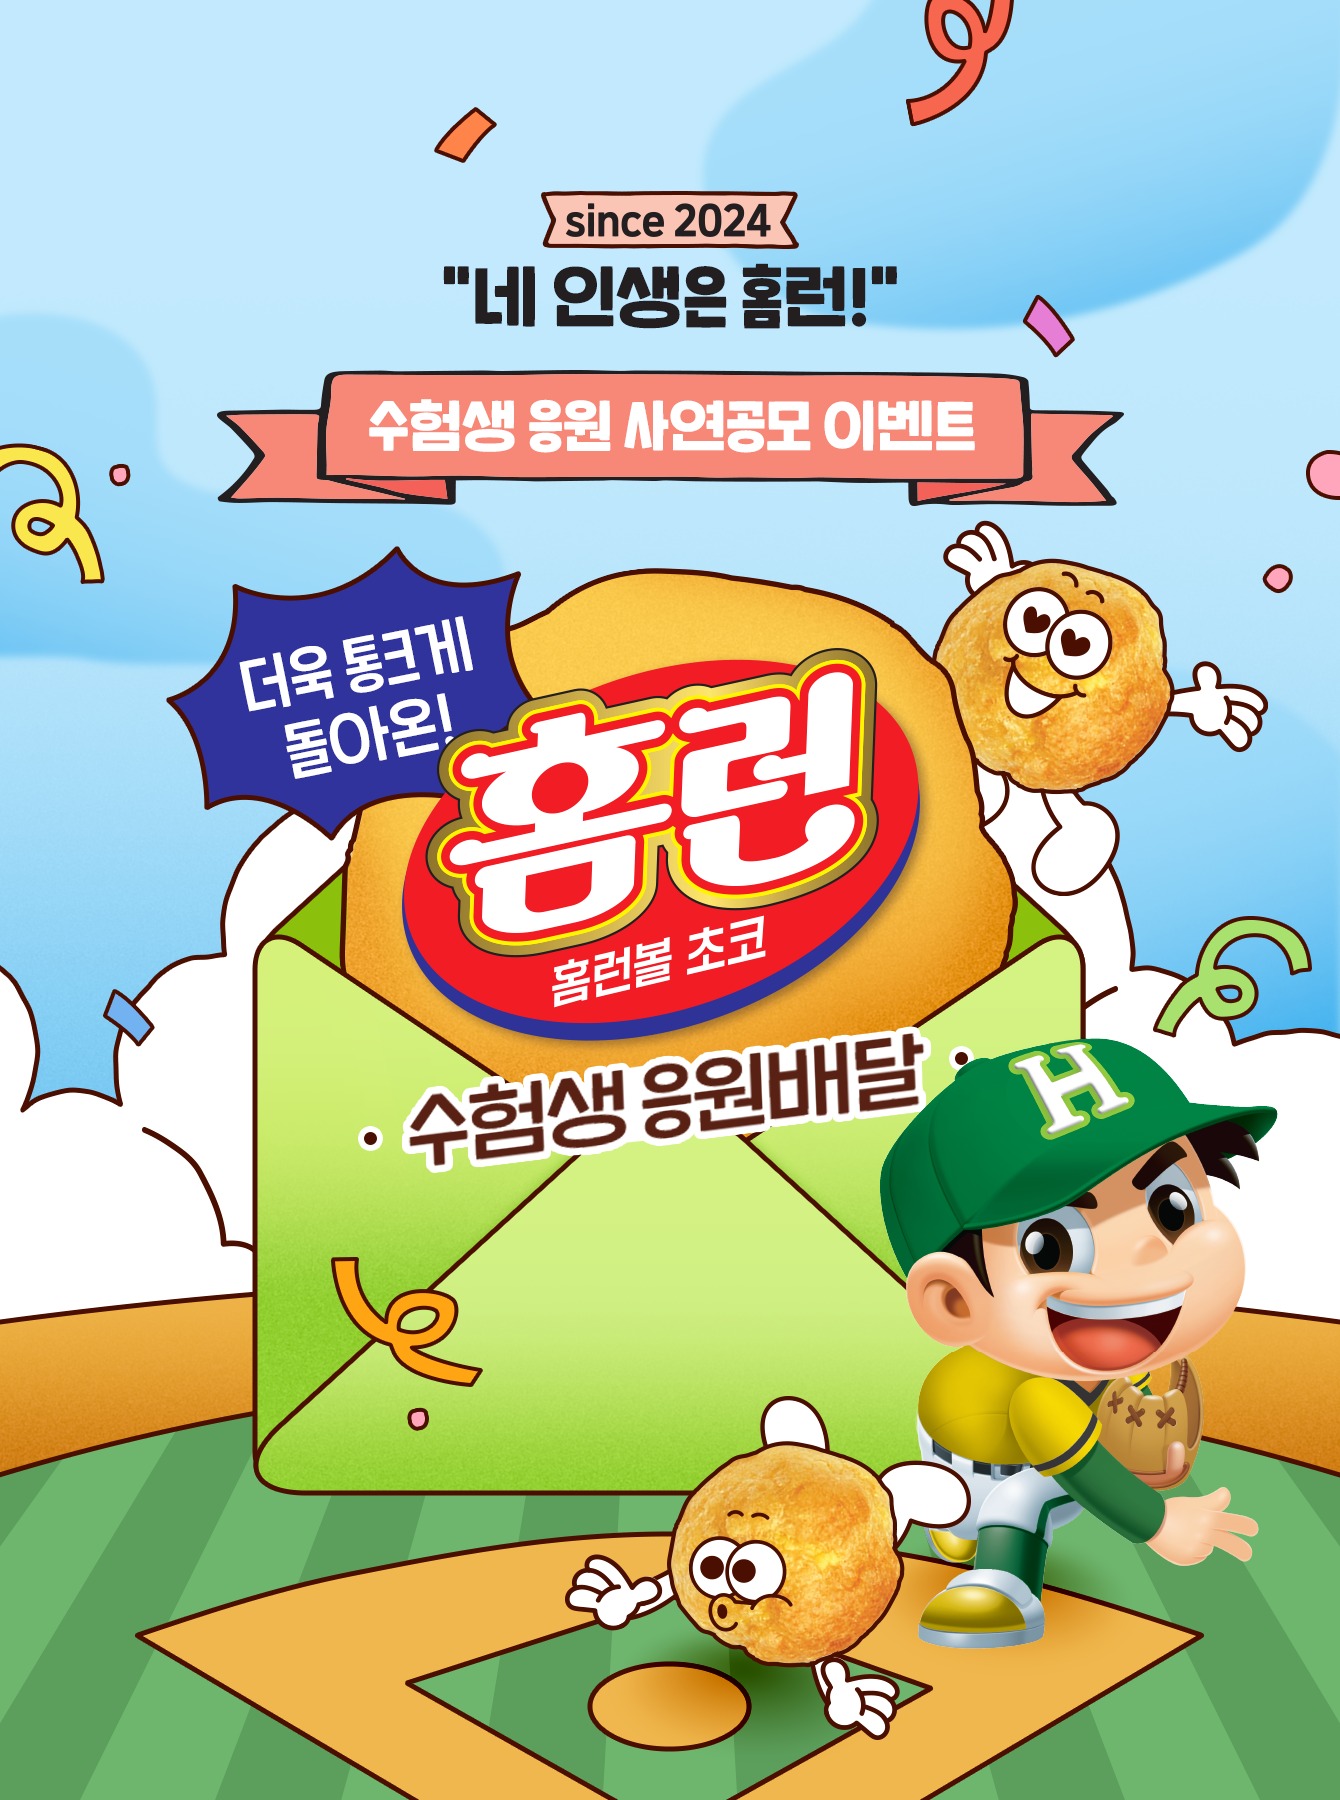 since 2024
"네 인생은 홈런!"
수험생 응원 사연공모 이벤트
더욱 통크게
돌아온!
홈런
홈런볼 초코
수험생 응원배달
H